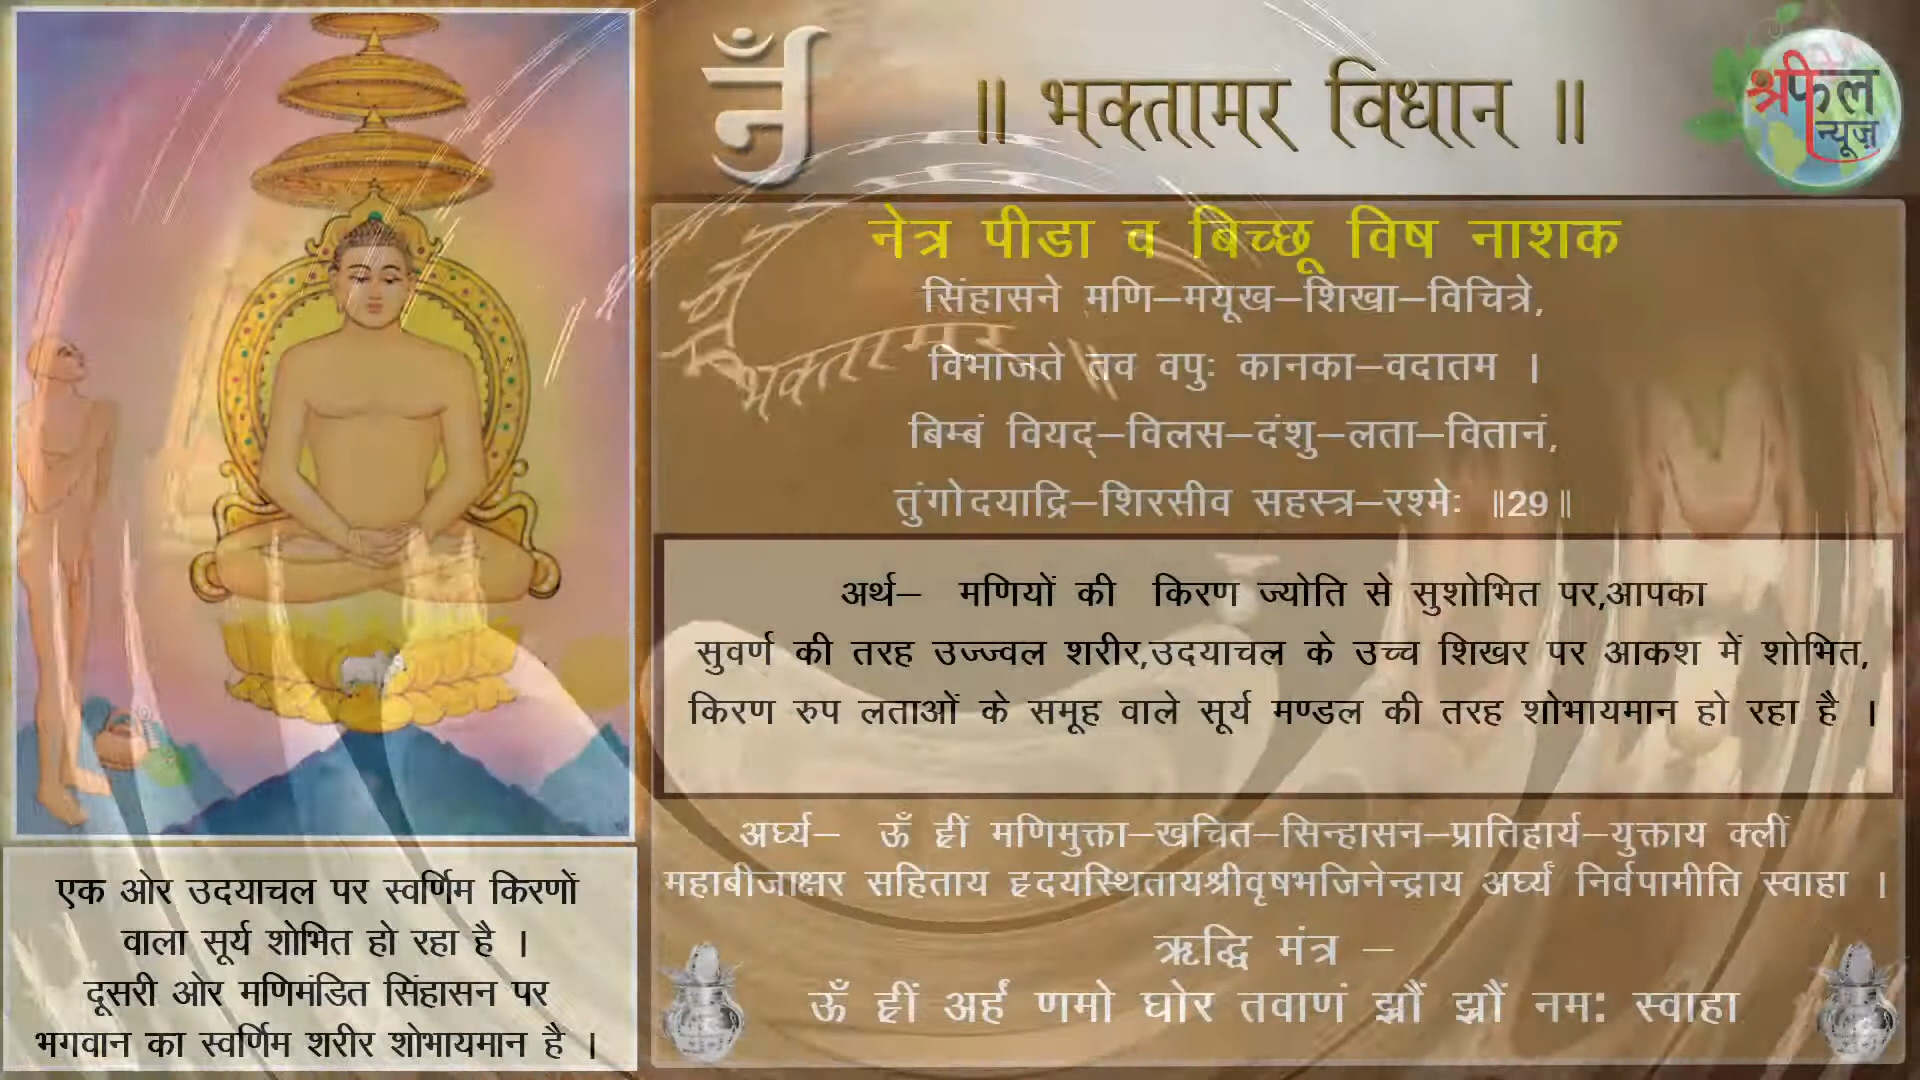 ॥ भक्तामर विधान ॥
श्रीफल
न्यूज़
नेत्र पीडा व बिच्छू विष नाशक
सिंहासने मणि–मयूख–शिखा–विचित्रे,
विभाजते तव वपुः कानका–वदातम ।
बिम्बं वियद्–विलस–दंशु–लता–वितानं,
तुंगोदयाद्रि–शिरसीव सहस्त्र–रश्मेः ॥29॥
अर्थ– मणियों की किरण ज्योति से सुशोभित पर,आपका
सुवर्ण की तरह उज्ज्वल शरीर,उदयाचल के उच्च शिखर पर आकश में शोभित,
किरण रुप लताओं के समूह वाले सूर्य मण्डल की तरह शोभायमान हो रहा है ।
अर्घ्य– ऊँ ह्रीं मणिमुक्ता–खचित–सिन्हासन–प्रातिहार्य–युक्ताय क्लीं
महाबीजाक्षर सहिताय हृदयस्थितायश्रीवृषभजिनेन्द्राय अर्घ्यं निर्वपामीति स्वाहा ।
ऋद्धि मंत्र –
ऊँ ह्रीं अर्हं णमो घोर तवाणं झौं झौं नमः स्वाहा
एक ओर उदयाचल पर स्वर्णिम किरणों
वाला सूर्य शोभित हो रहा है ।
दूसरी ओर मणिमंडित सिंहासन पर
भगवान का स्वर्णिम शरीर शोभायमान है ।
भक्तामर ॥